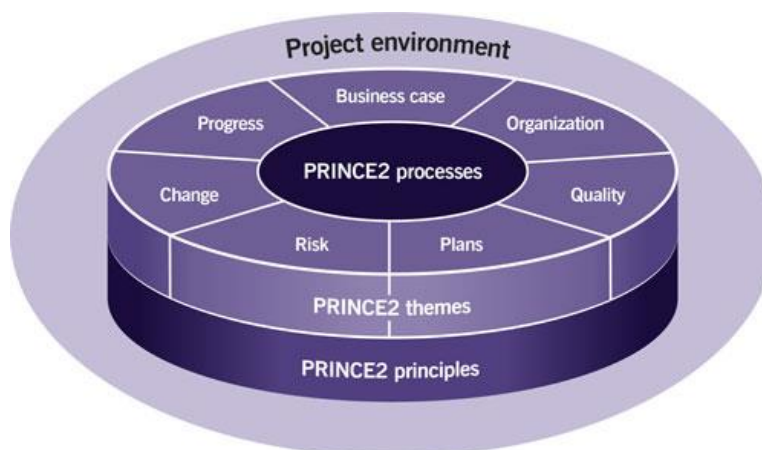 Project environment
Business case
Progress
Organization
PRINCE2 processes
Change
Quality
Risk
Plans
PRINCE2 themes
PRINCE2 principles